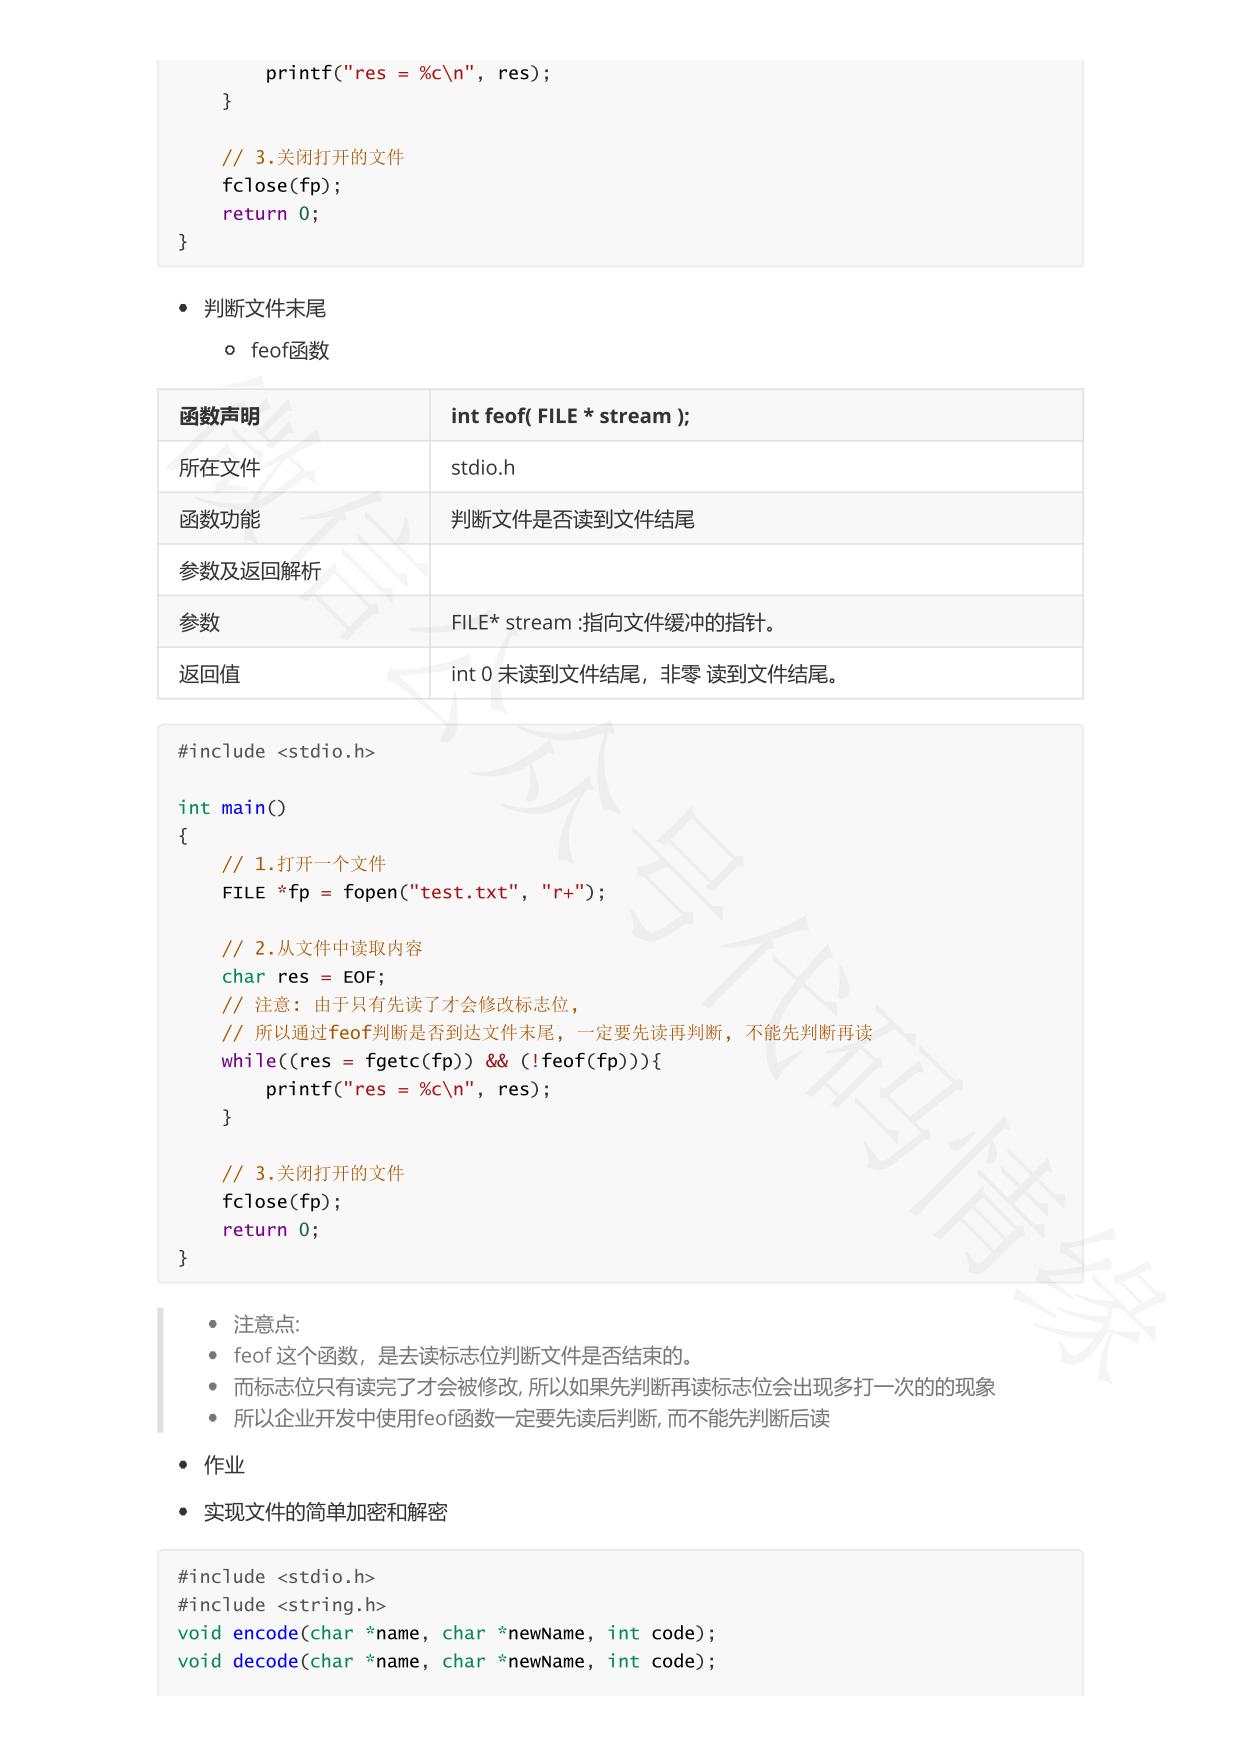 printf("res = %c\n", res);
}
// 3.关闭打开的文件
fclose(fp);
return 0;
}
判断文件末尾
feof函数
函数声明 int feof( FILE * stream );
所在文件 stdio.h
函数功能 判断文件是否读到文件结尾
参数及返回解析
参数 FILE* stream :指向文件缓冲的指针。
返回值 int 0 未读到文件结尾，非零 读到文件结尾。
#include <stdio.h>
int main()
{
// 1.打开一个文件
FILE *fp = fopen("test.txt", "r+");
// 2.从文件中读取内容
char res = EOF;
// 注意: 由于只有先读了才会修改标志位,
// 所以通过feof判断是否到达文件末尾, 一定要先读再判断, 不能先判断再读
while((res = fgetc(fp)) && (!feof(fp))){
printf("res = %c\n", res);
}
// 3.关闭打开的文件
fclose(fp);
return 0;
}
注意点:
feof 这个函数，是去读标志位判断文件是否结束的。
而标志位只有读完了才会被修改, 所以如果先判断再读标志位会出现多打一次的的现象
所以企业开发中使用feof函数一定要先读后判断, 而不能先判断后读
作业
实现文件的简单加密和解密
#include <stdio.h>
#include <string.h>
void encode(char *name, char *newName, int code);
void decode(char *name, char *newName, int code);
微信公众号代码情缘